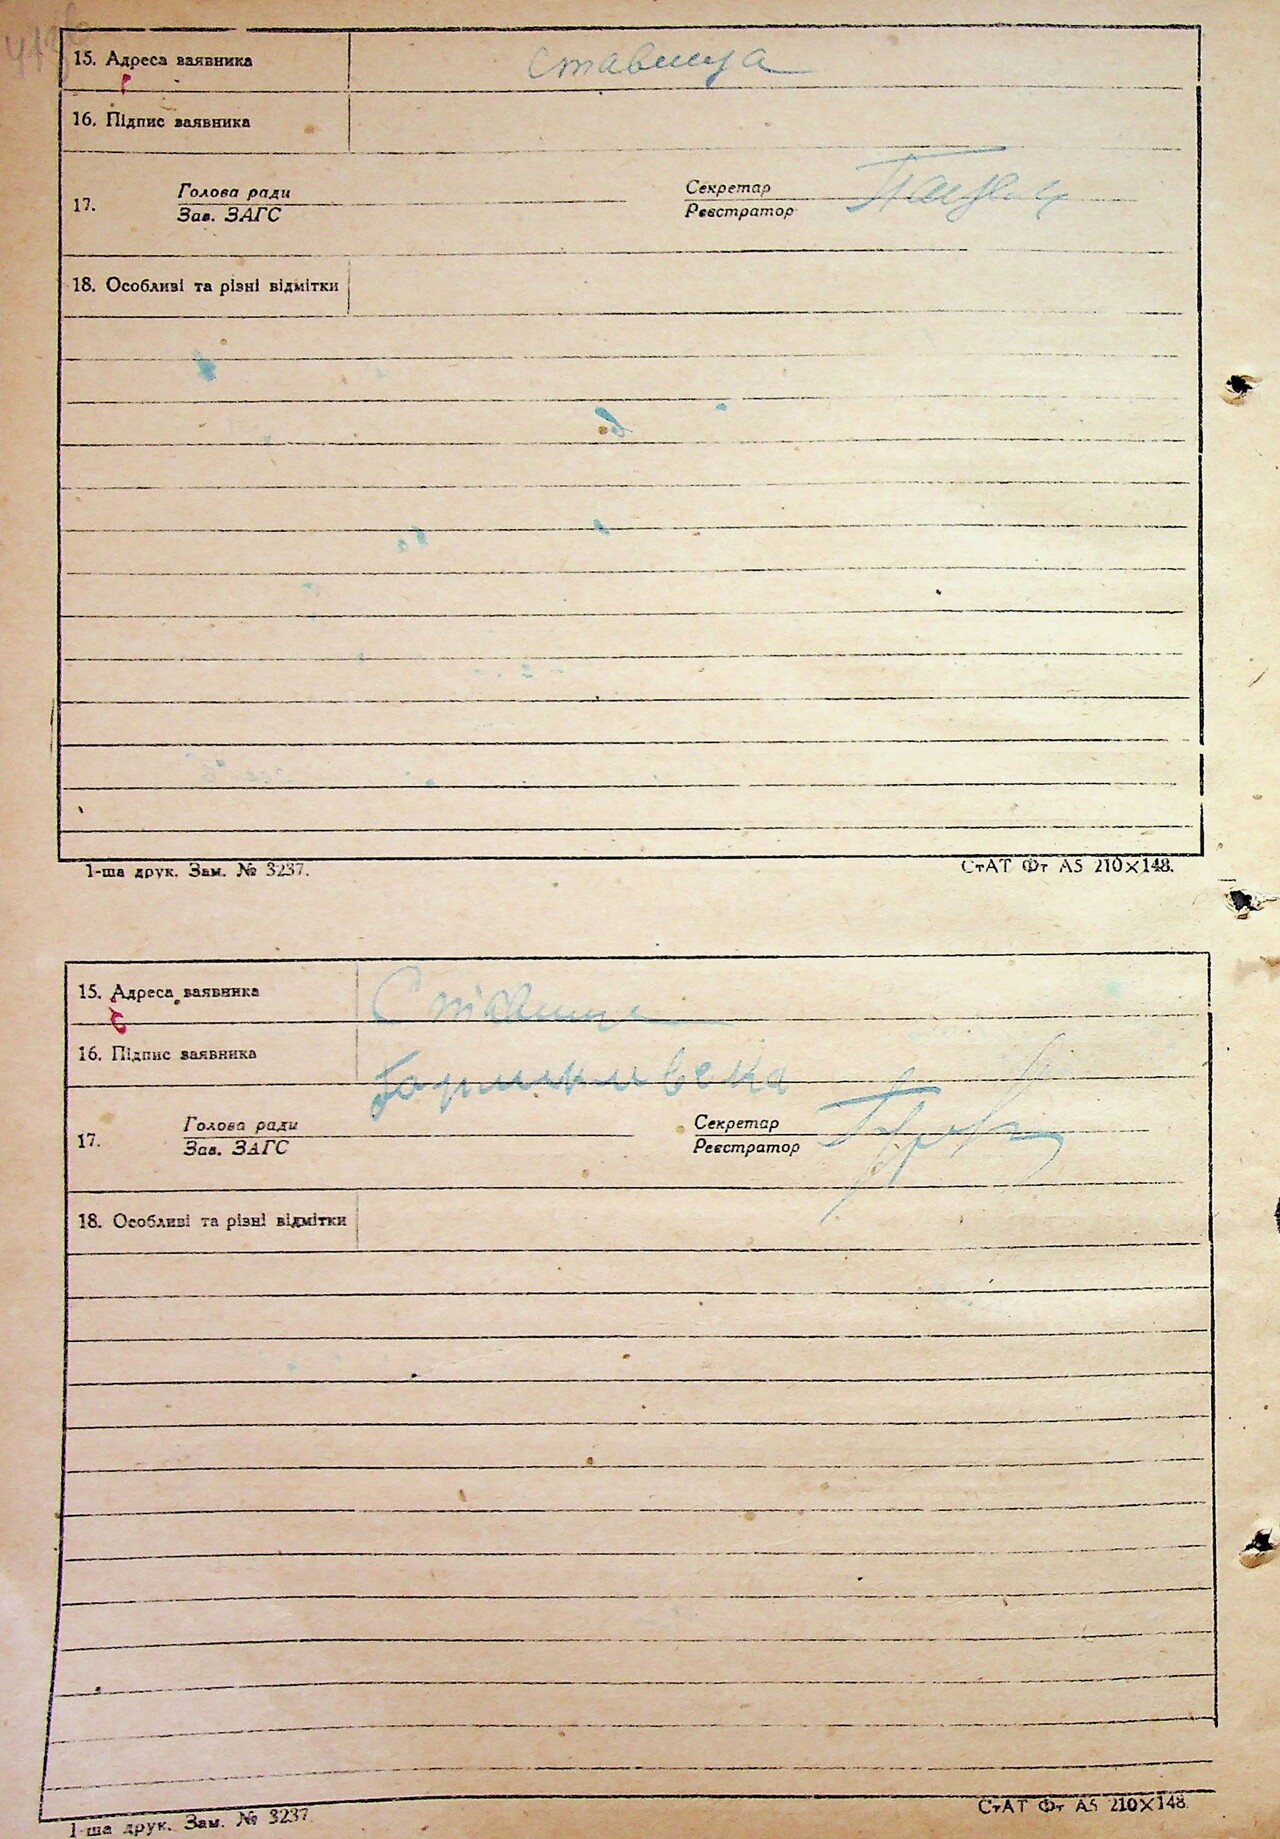 15. Адреса заявника Ставища
16. Підпис заявника
17. Голова ради Секретар
Зав. ЗАГС Реєстратор
18. Особливі та різні відмітки
1-ша друк. Зам. № 3237. СтАТ Фт А5 210×148.
15. Адреса заявника Ставища
16. Підпис заявника
17. Голова ради Секретар
Зав. ЗАГС Реєстратор
18. Особливі та різні відмітки
1-ша друк. Зам. № 3237 СтАТ Фт А5 210×148